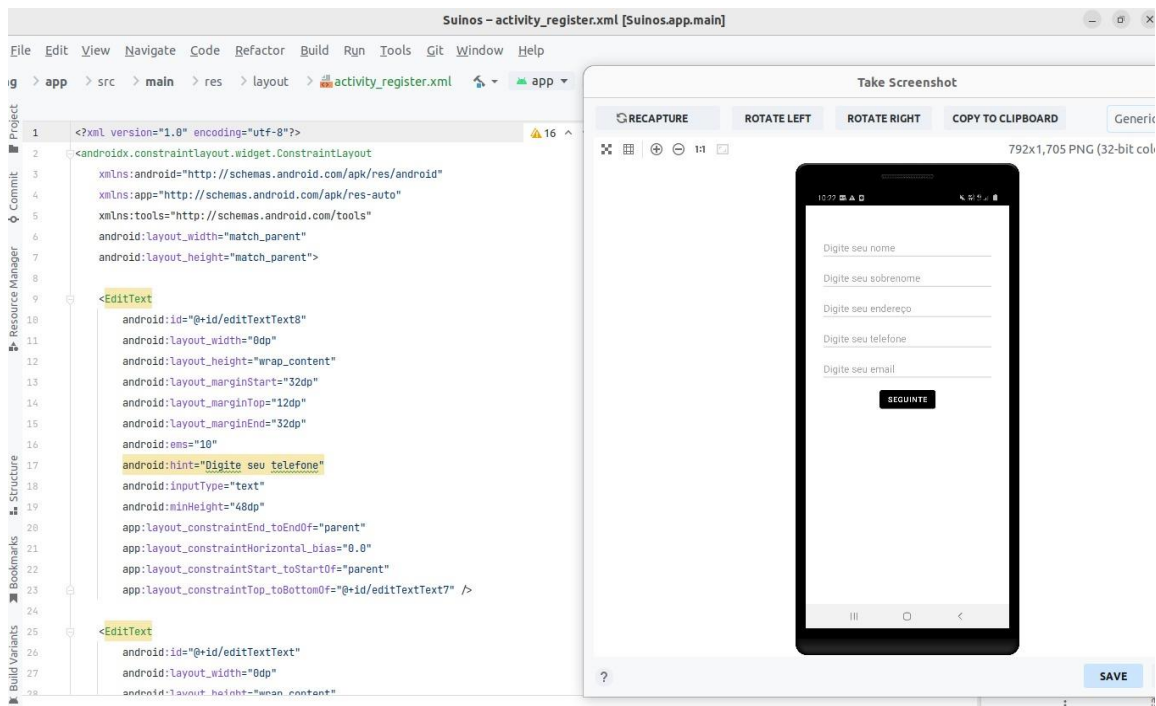 Suinos – activity_register.xml [Suinos.app.main]
File Edit View Navigate Code Refactor Build Run Tools Git Window Help
app src main res layout activity_register.xml app
Take Screenshot
RECAPTURE ROTATE LEFT ROTATE RIGHT COPY TO CLIPBOARD Generic
1:1 792x1,705 PNG (32-bit colo
Project
Commit
Resource Manager
Structure
Bookmarks
Build Variants
16
1 <?xml version="1.0" encoding="utf-8"?>
2 <androidx.constraintlayout.widget.ConstraintLayout
3 xmlns:android="http://schemas.android.com/apk/res/android"
4 xmlns:app="http://schemas.android.com/apk/res-auto"
5 xmlns:tools="http://schemas.android.com/tools"
6 android:layout_width="match_parent"
7 android:layout_height="match_parent">
8
9 <EditText
10 android:id="@+id/editTextText8"
11 android:layout_width="0dp"
12 android:layout_height="wrap_content"
13 android:layout_marginStart="32dp"
14 android:layout_marginTop="12dp"
15 android:layout_marginEnd="32dp"
16 android:ems="10"
17 android:hint="Digite seu telefone"
18 android:inputType="text"
19 android:minHeight="48dp"
20 app:layout_constraintEnd_toEndOf="parent"
21 app:layout_constraintHorizontal_bias="0.0"
22 app:layout_constraintStart_toStartOf="parent"
23 app:layout_constraintTop_toBottomOf="@+id/editTextText7" />
24
25 <EditText
26 android:id="@+id/editTextText"
27 android:layout_width="0dp"
28 android:layout_height="wrap_content"
10:22
Digite seu nome
Digite seu sobrenome
Digite seu endereço
Digite seu telefone
Digite seu email
SEGUINTE
? SAVE